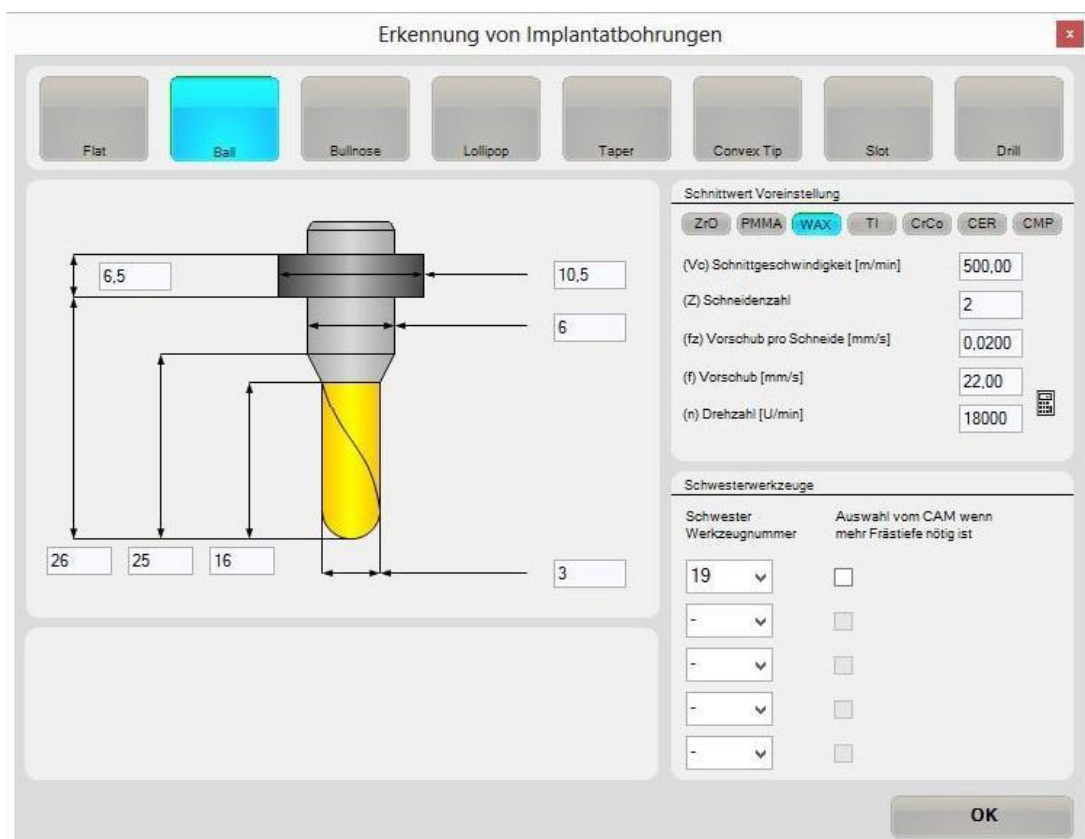 Erkennung von Implantatbohrungen
x
Flat
Ball
Bullnose
Lollipop
Taper
Convex Tip
Slot
Drill
6,5
10,5
6
26
25
16
3
Schnittwert Voreinstellung
ZrO PMMA WAX TI CrCo CER CMP
(Vc) Schnittgeschwindigkeit [m/min] 500,00
(Z) Schneidenzahl 2
(fz) Vorschub pro Schneide [mm/s] 0,0200
(f) Vorschub [mm/s] 22,00
(n) Drehzahl [U/min] 18000
Schwesterwerkzeuge
Schwester
Werkzeugnummer
Auswahl vom CAM wenn
mehr Frästiefe nötig ist
19
-
-
-
-
OK